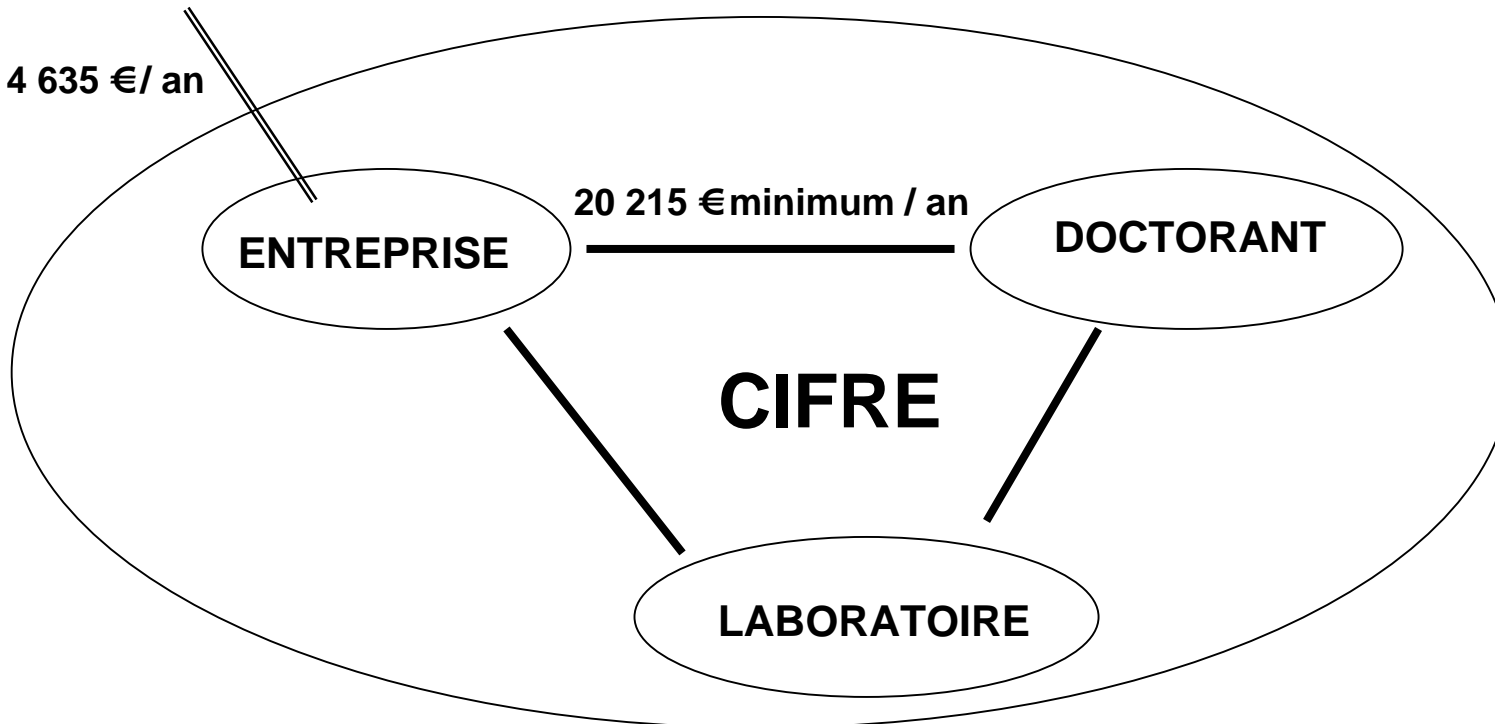 4 635 €/ an
20 215 €minimum / an
ENTREPRISE
DOCTORANT
CIFRE
LABORATOIRE